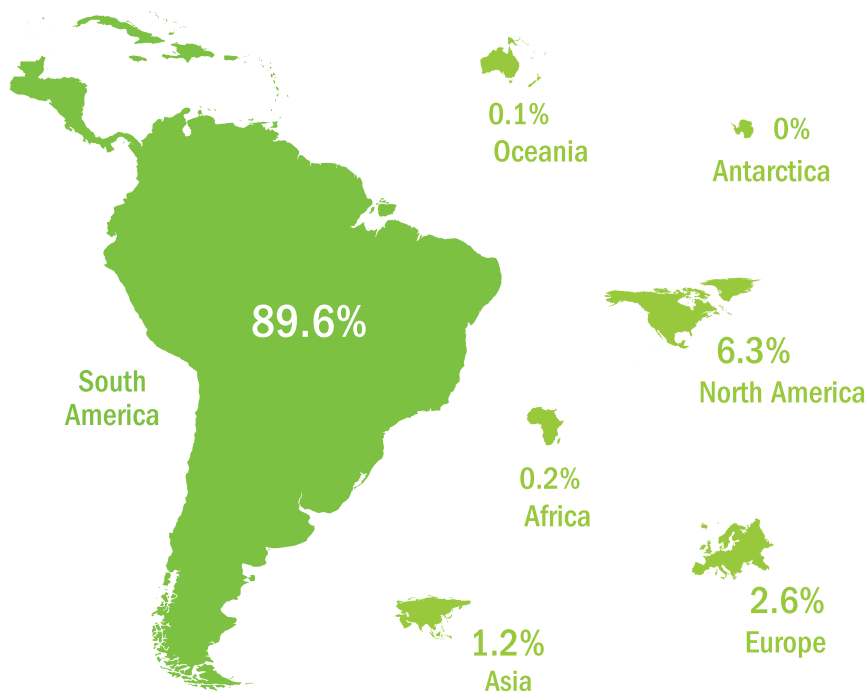 0.1%
Oceania
0%
Antarctica
89.6%
South
America
6.3%
North America
0.2%
Africa
2.6%
Europe
1.2%
Asia